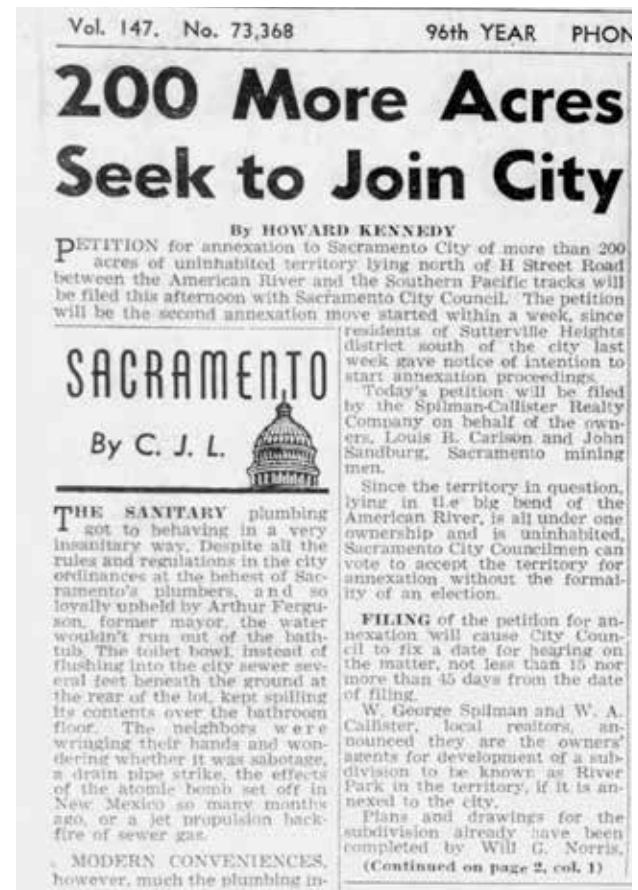 Vol. 147. No. 73,368 96th YEAR PHON
200 More Acres
Seek to Join City
By HOWARD KENNEDY
PETITION for annexation to Sacramento City of more than 200
acres of uninhabited territory lying north of H Street Road
between the American River and the Southern Pacific tracks will
be filed this afternoon with Sacramento City Council. The petition
will be the second annexation move started within a week, since
residents of Sutterville Heights
district south of the city last
week gave notice of intention to
start annexation proceedings.
Today's petition will be filed
by the Spilman-Callister Realty
Company on behalf of the own-
ers, Louis R. Carlson and John
Sandburg, Sacramento mining
men.
Since the territory in question,
lying in the big bend of the
American River, is all under one
ownership and is uninhabited,
Sacramento City Councilmen can
vote to accept the territory for
annexation without the formal-
ity of an election.
FILING of the petition for an-
nexation will cause City Coun-
cil to fix a date for hearing on
the matter, not less than 15 nor
more than 45 days from the date
of filing.
W. George Spilman and W. A.
Callister, local realtors, an-
nounced they are the owners'
agents for development of a sub-
division to be known as River
Park in the territory, if it is an-
nexed to the city.
Plans and drawings for the
subdivision already have been
completed by Will G. Norris,
(Continued on page 2, col. 1)
SACRAMENTO
By C. J. L.
THE SANITARY plumbing
got to behaving in a very
insanitary way. Despite all the
rules and regulations in the city
ordinances at the behest of Sac-
ramento's plumbers, and so
loyally upheld by Arthur Fergu-
son, former mayor, the water
wouldn't run out of the bath-
tub. The toilet bowl, instead of
flushing into the city sewer sev-
eral feet beneath the ground at
the rear of the lot, kept spilling
its contents over the bathroom
floor. The neighbors were
wringing their hands and won-
dering whether it was sabotage,
a drain pipe strike, the effects
of the atomic bomb set off in
New Mexico so many months
ago, or a jet propulsion back-
fire of sewer gas.
MODERN CONVENIENCES,
however, much the plumbing in-